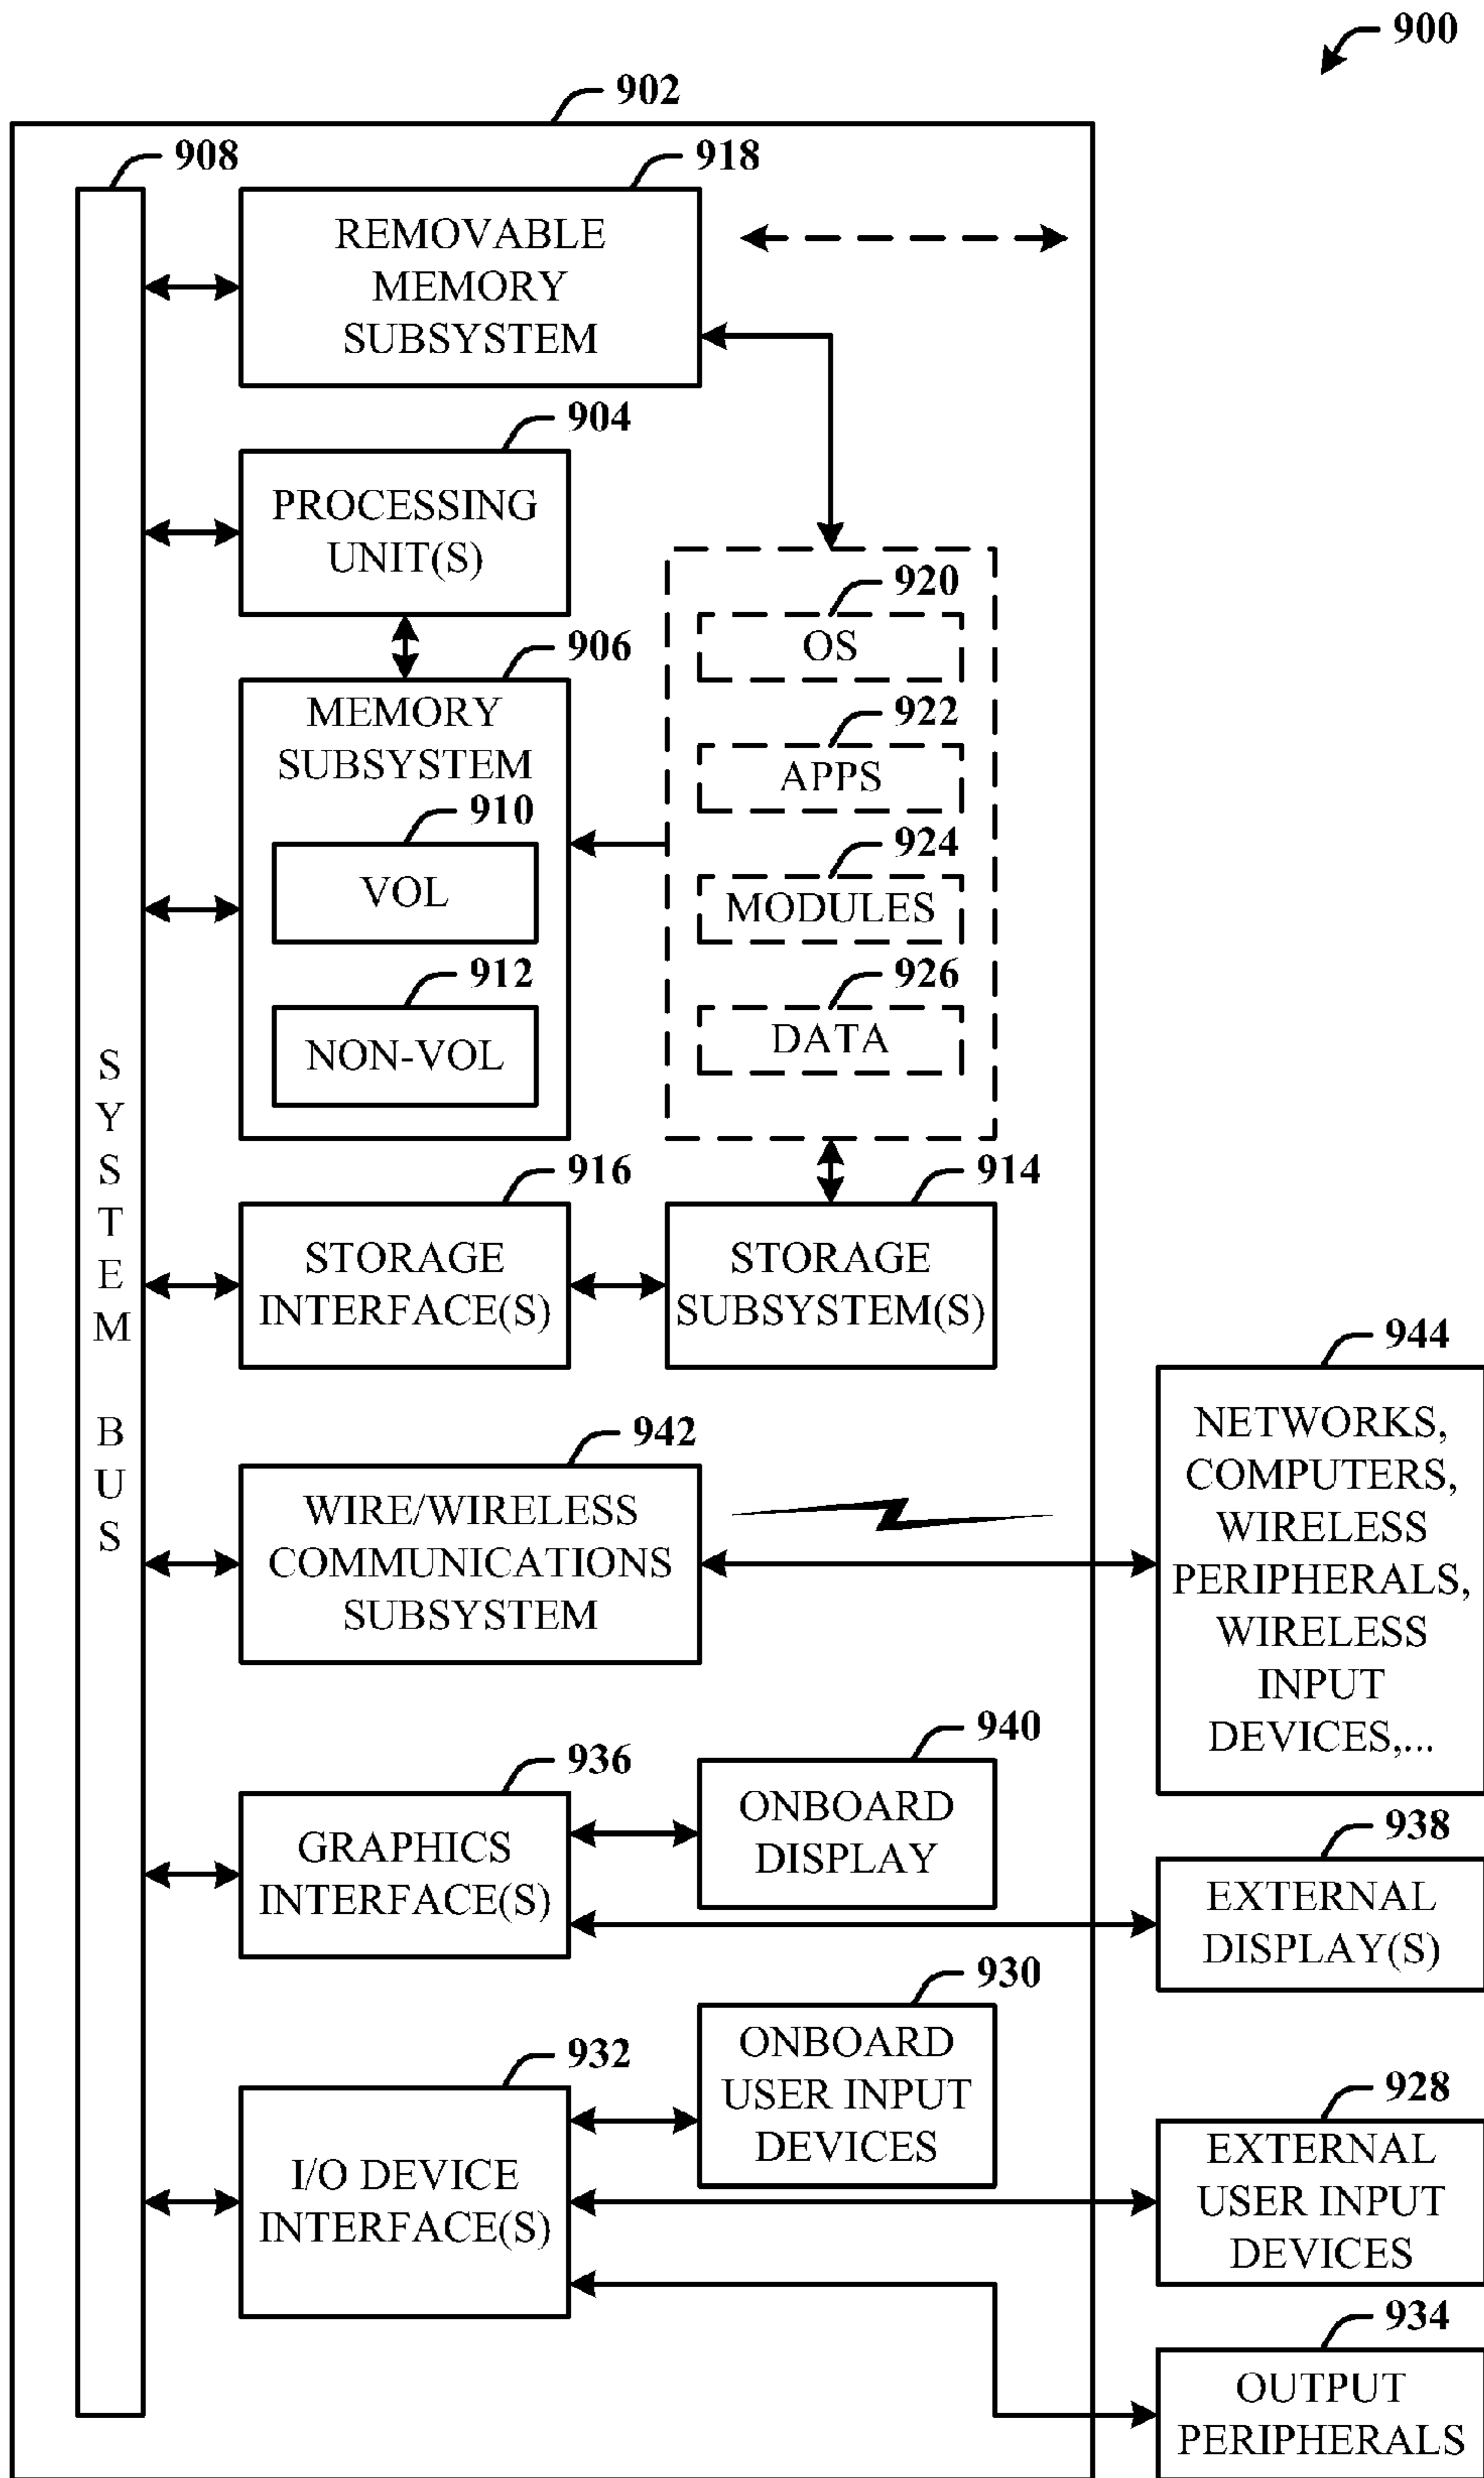 900
902
908
918
REMOVABLE
MEMORY
SUBSYSTEM
904
PROCESSING
UNIT(S)
906
MEMORY
SUBSYSTEM
910
VOL
912
NON-VOL
920
OS
922
APPS
924
MODULES
926
DATA
916
STORAGE
INTERFACE(S)
914
STORAGE
SUBSYSTEM(S)
SYSTEM BUS
942
WIRE/WIRELESS
COMMUNICATIONS
SUBSYSTEM
944
NETWORKS,
COMPUTERS,
WIRELESS
PERIPHERALS,
WIRELESS
INPUT
DEVICES,...
936
GRAPHICS
INTERFACE(S)
940
ONBOARD
DISPLAY
938
EXTERNAL
DISPLAY(S)
932
I/O DEVICE
INTERFACE(S)
930
ONBOARD
USER INPUT
DEVICES
928
EXTERNAL
USER INPUT
DEVICES
934
OUTPUT
PERIPHERALS